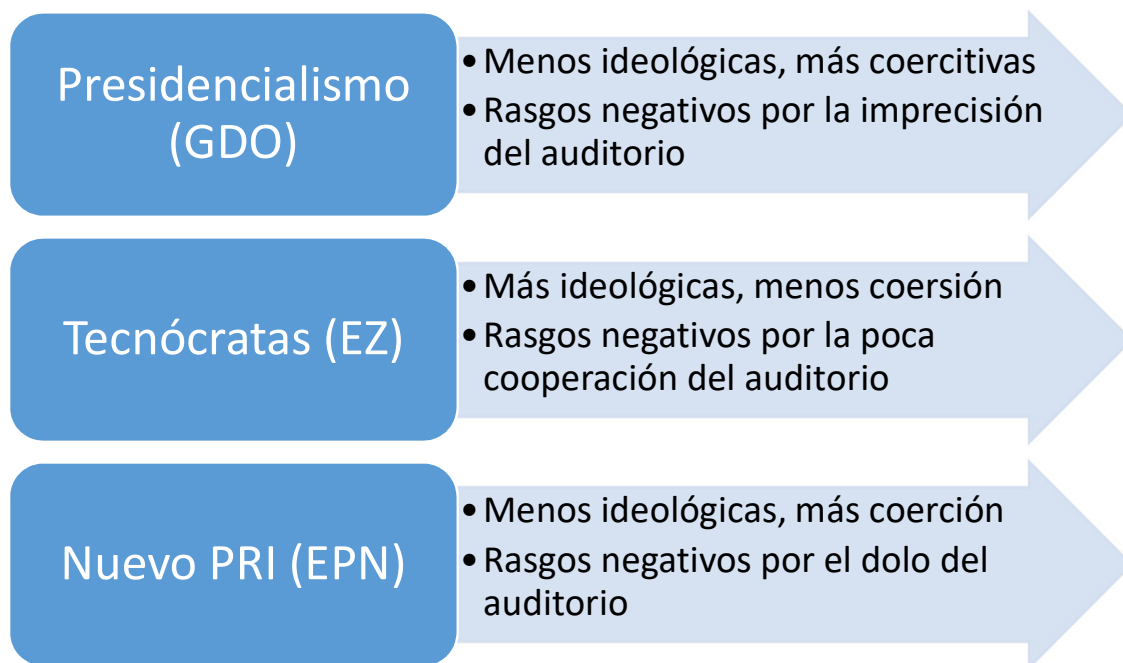 Presidencialismo
(GDO)
• Menos ideológicas, más coercitivas
• Rasgos negativos por la imprecisión
del auditorio
Tecnócratas (EZ)
• Más ideológicas, menos coersión
• Rasgos negativos por la poca
cooperación del auditorio
Nuevo PRI (EPN)
• Menos ideológicas, más coerción
• Rasgos negativos por el dolo del
auditorio